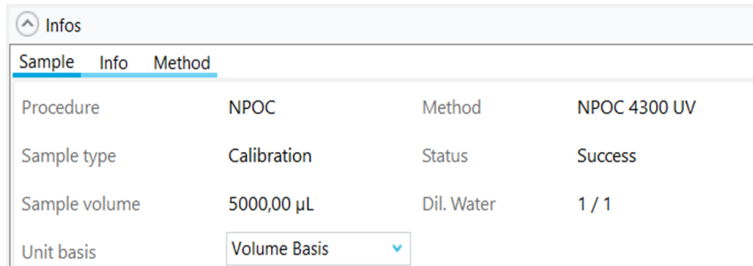 Infos
Sample Info Method
Procedure NPOC Method NPOC 4300 UV
Sample type Calibration Status Success
Sample volume 5000,00 µL Dil. Water 1 / 1
Unit basis Volume Basis